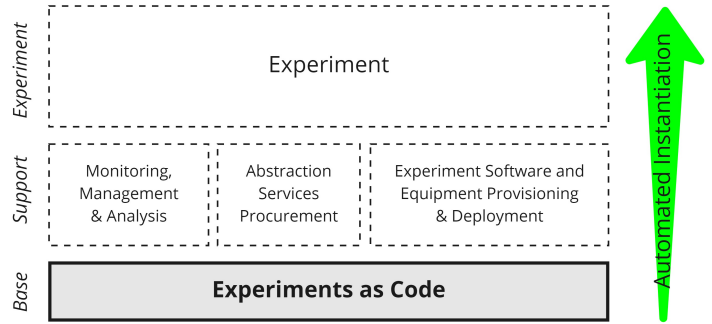 Experiment
Experiment
Automated Instantiation
Support
Monitoring,
Management
& Analysis
Abstraction
Services
Procurement
Experiment Software and
Equipment Provisioning
& Deployment
Base
Experiments as Code